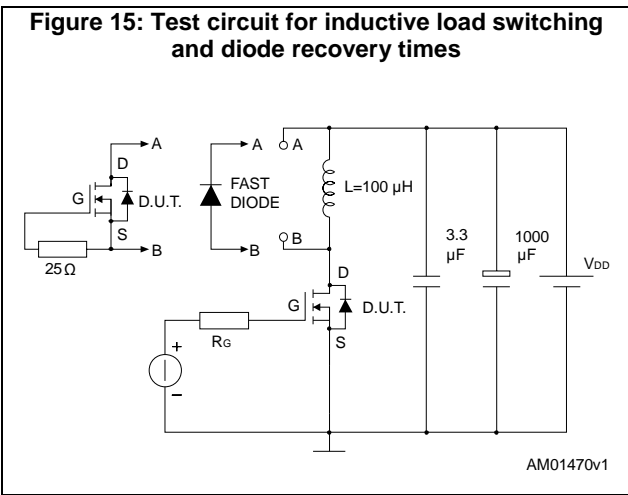 Figure 15: Test circuit for inductive load switching
and diode recovery times
A
D
G
D.U.T.
S
B
25Ω
A
FAST
DIODE
B
A
L=100 µH
B
D
G
D.U.T.
S
RG
+
–
3.3
µF
1000
µF
VDD
AM01470v1